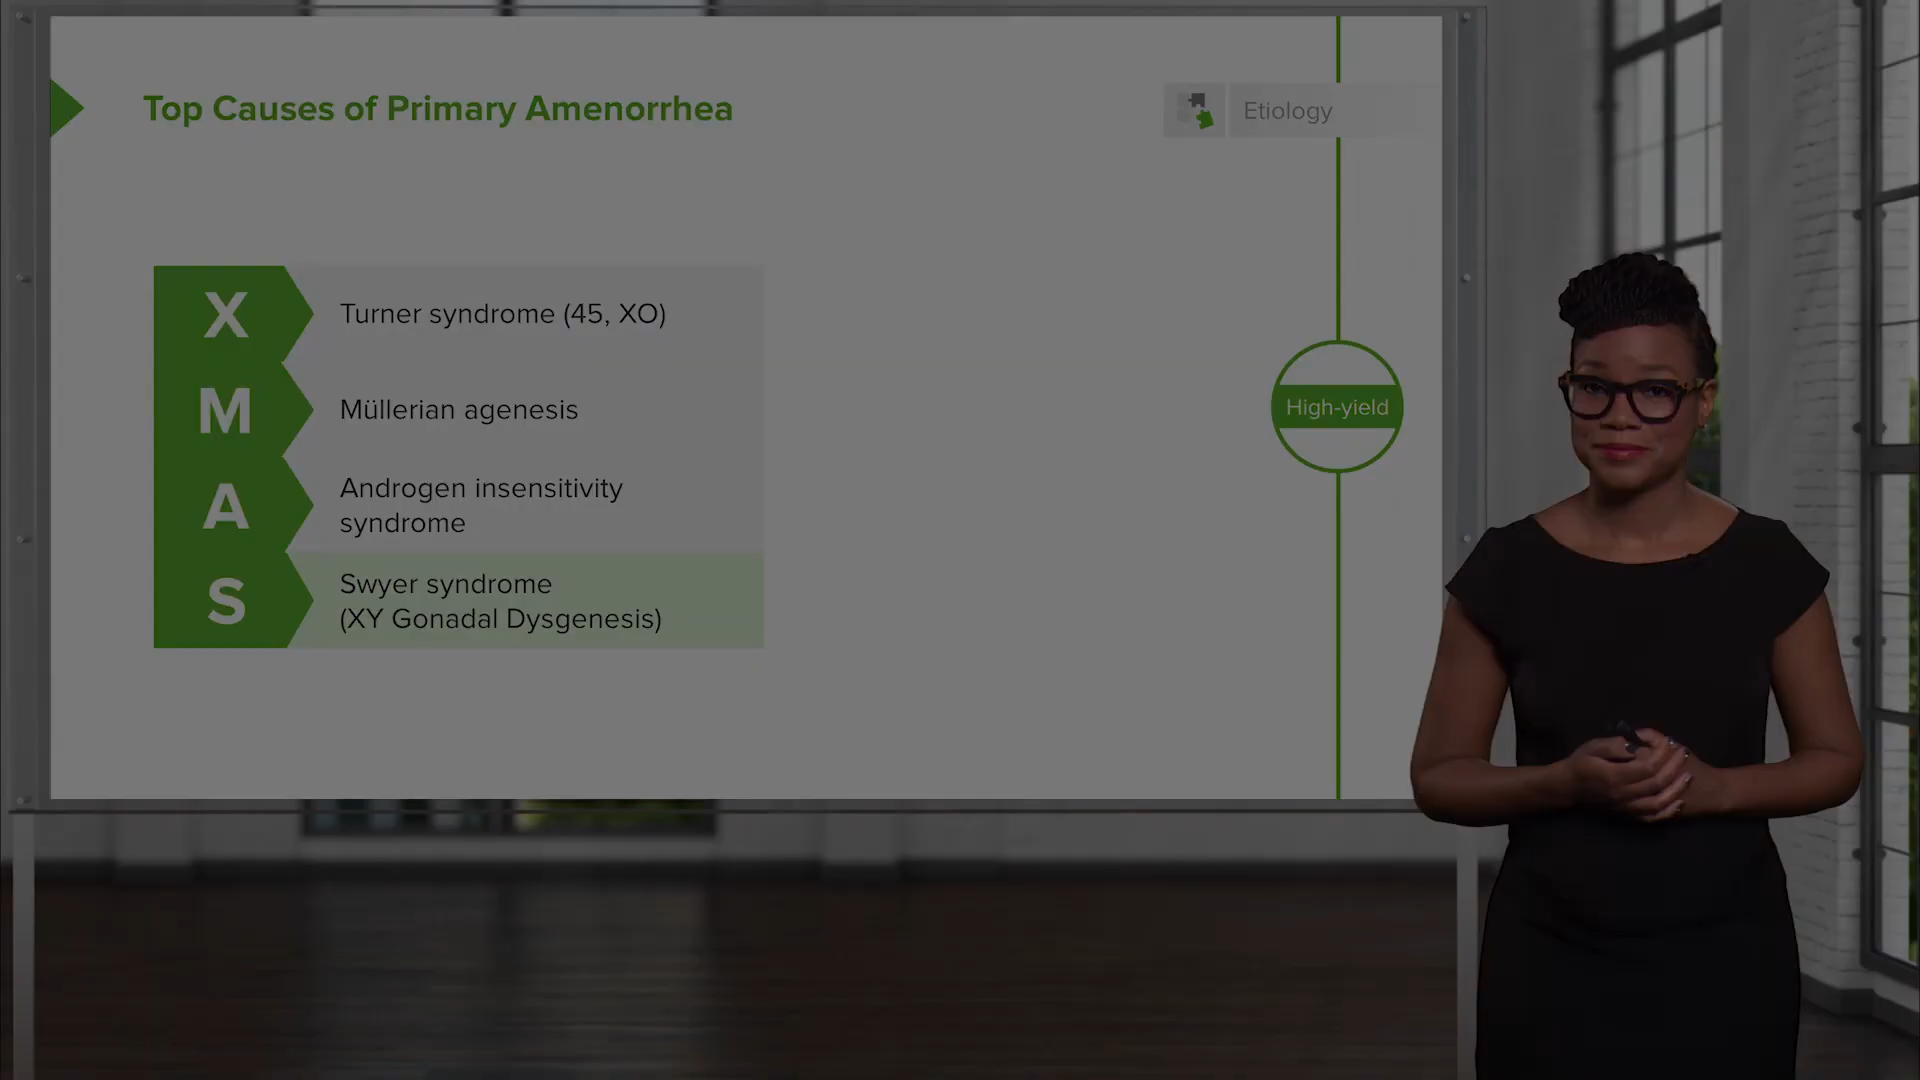 Top Causes of Primary Amenorrhea
Etiology
X
Turner syndrome (45, XO)
M
Müllerian agenesis
High-yield
A
Androgen insensitivity
syndrome
S
Swyer syndrome
(XY Gonadal Dysgenesis)